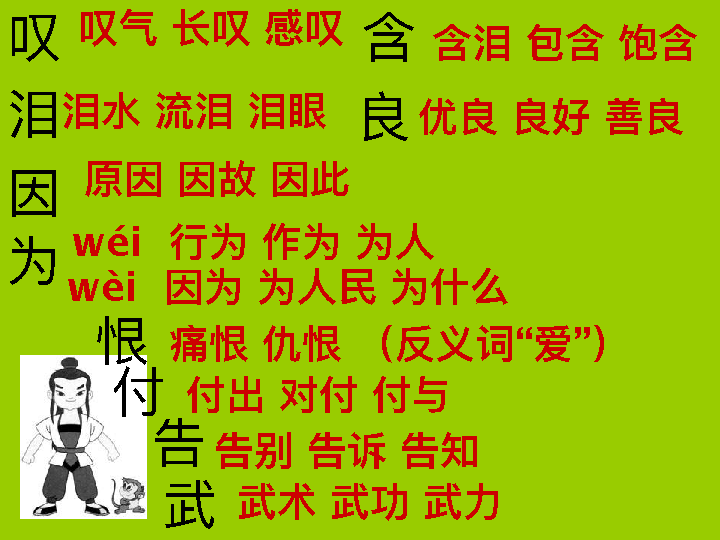 叹 叹气 长叹 感叹 含 含泪 包含 饱含
泪 泪水 流泪 泪眼 良 优良 良好 善良
因 原因 因故 因此
为 wéi 行为 作为 为人
wèi 因为 为人民 为什么
恨 痛恨 仇恨 （反义词“爱”）
付 付出 对付 付与
告 告别 告诉 告知
武 武术 武功 武力